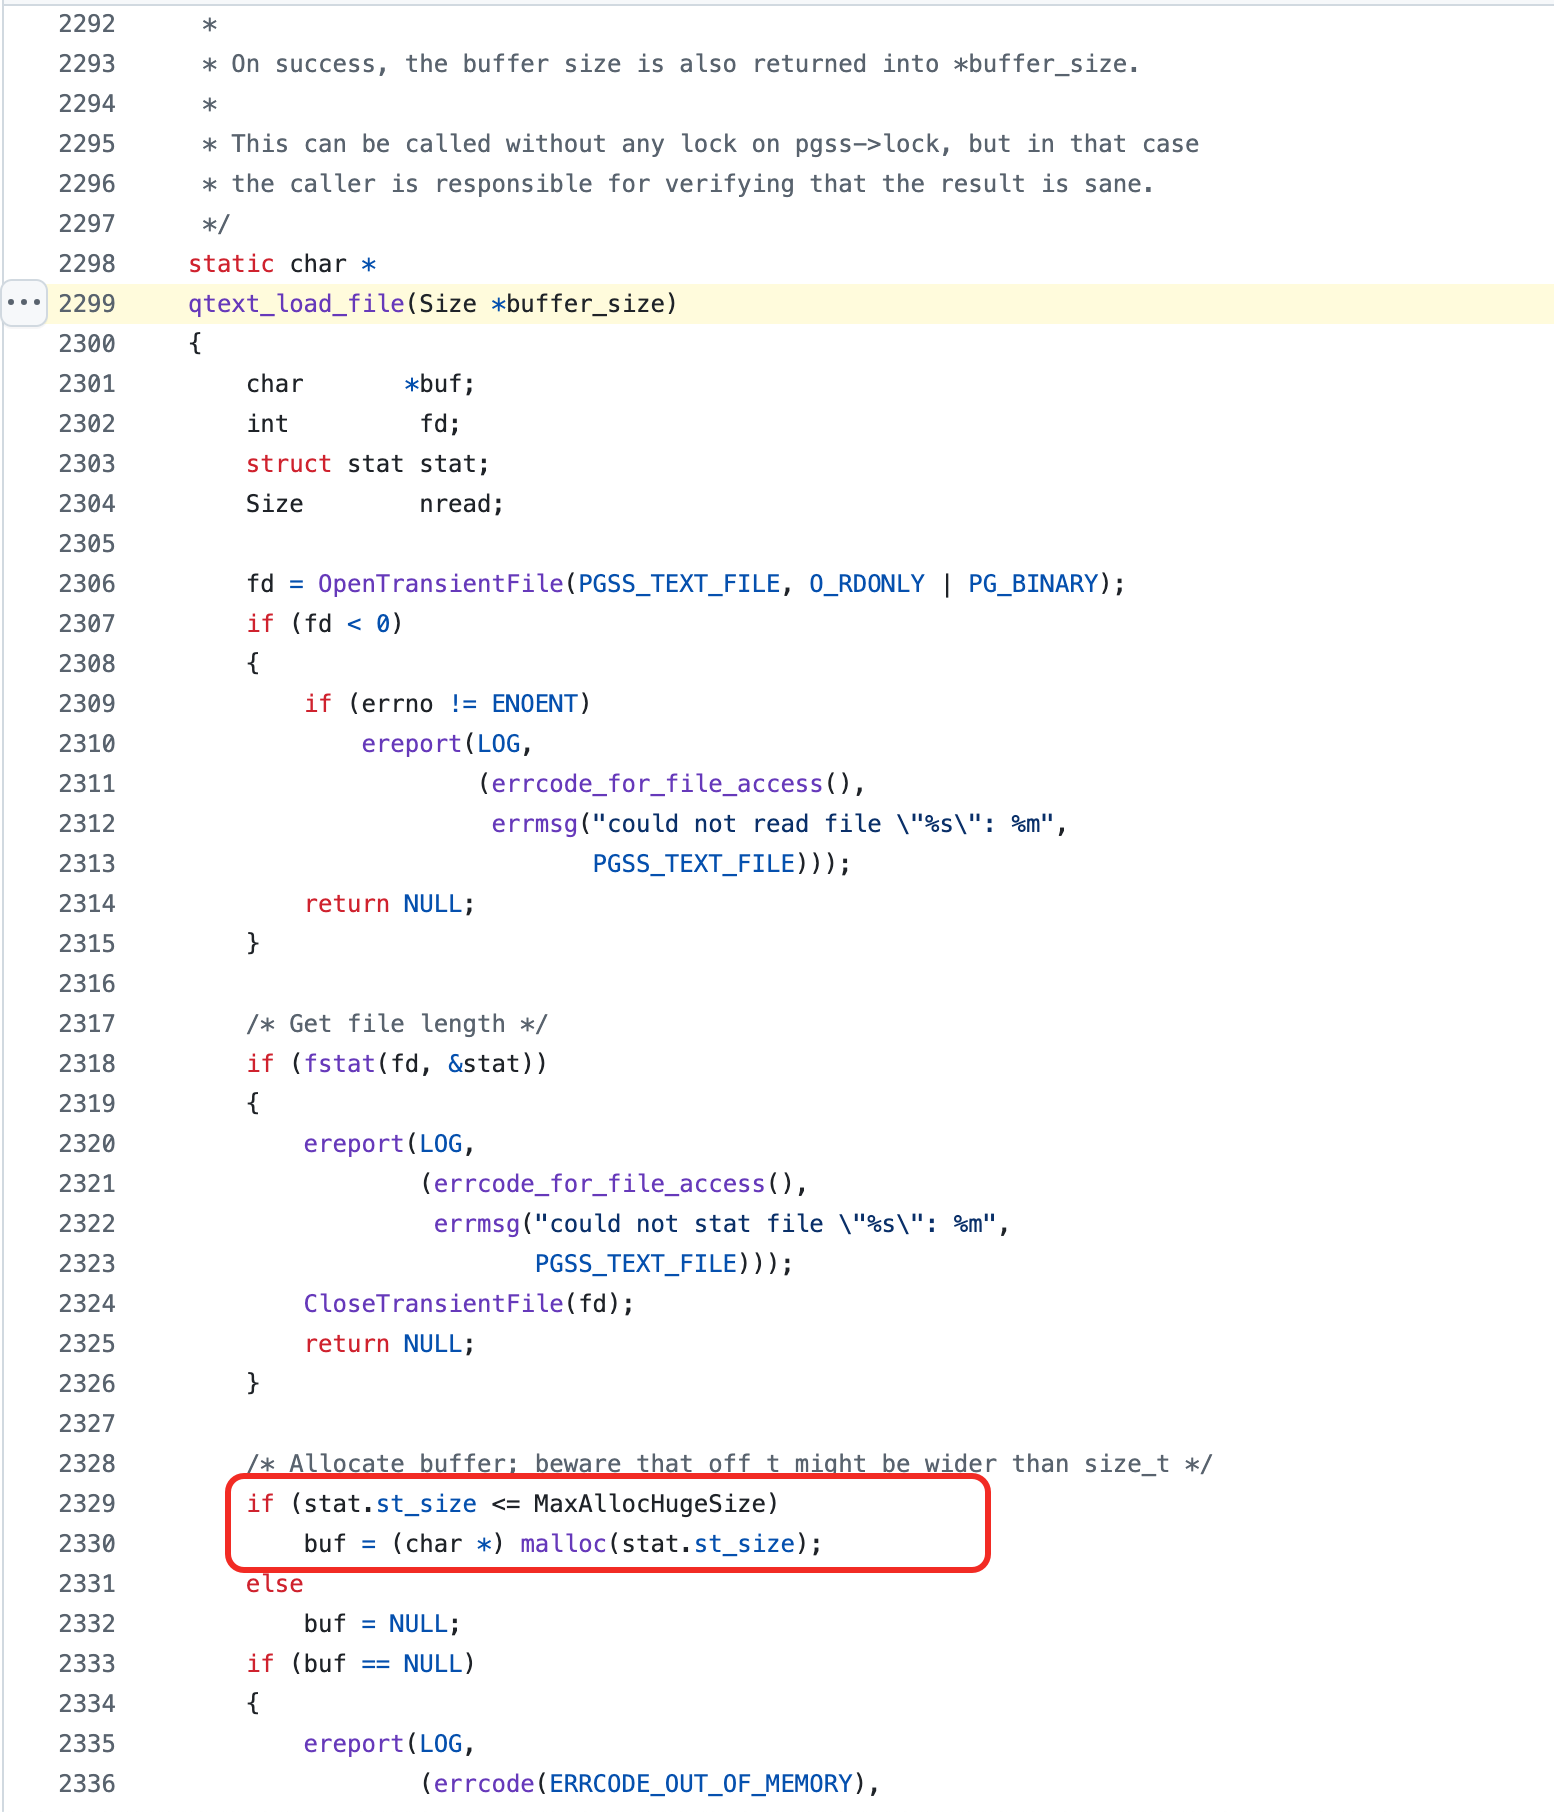 2292 *
2293 * On success, the buffer size is also returned into *buffer_size.
2294 *
2295 * This can be called without any lock on pgss->lock, but in that case
2296 * the caller is responsible for verifying that the result is sane.
2297 */
2298 static char *
2299 qtext_load_file(Size *buffer_size)
2300 {
2301 char *buf;
2302 int fd;
2303 struct stat stat;
2304 Size nread;
2305
2306 fd = OpenTransientFile(PGSS_TEXT_FILE, O_RDONLY | PG_BINARY);
2307 if (fd < 0)
2308 {
2309 if (errno != ENOENT)
2310 ereport(LOG,
2311 (errcode_for_file_access(),
2312 errmsg("could not read file \"%s\": %m",
2313 PGSS_TEXT_FILE)));
2314 return NULL;
2315 }
2316
2317 /* Get file length */
2318 if (fstat(fd, &stat))
2319 {
2320 ereport(LOG,
2321 (errcode_for_file_access(),
2322 errmsg("could not stat file \"%s\": %m",
2323 PGSS_TEXT_FILE)));
2324 CloseTransientFile(fd);
2325 return NULL;
2326 }
2327
2328 /* Allocate buffer; beware that off_t might be wider than size_t */
2329 if (stat.st_size <= MaxAllocHugeSize)
2330 buf = (char *) malloc(stat.st_size);
2331 else
2332 buf = NULL;
2333 if (buf == NULL)
2334 {
2335 ereport(LOG,
2336 (errcode(ERRCODE_OUT_OF_MEMORY),